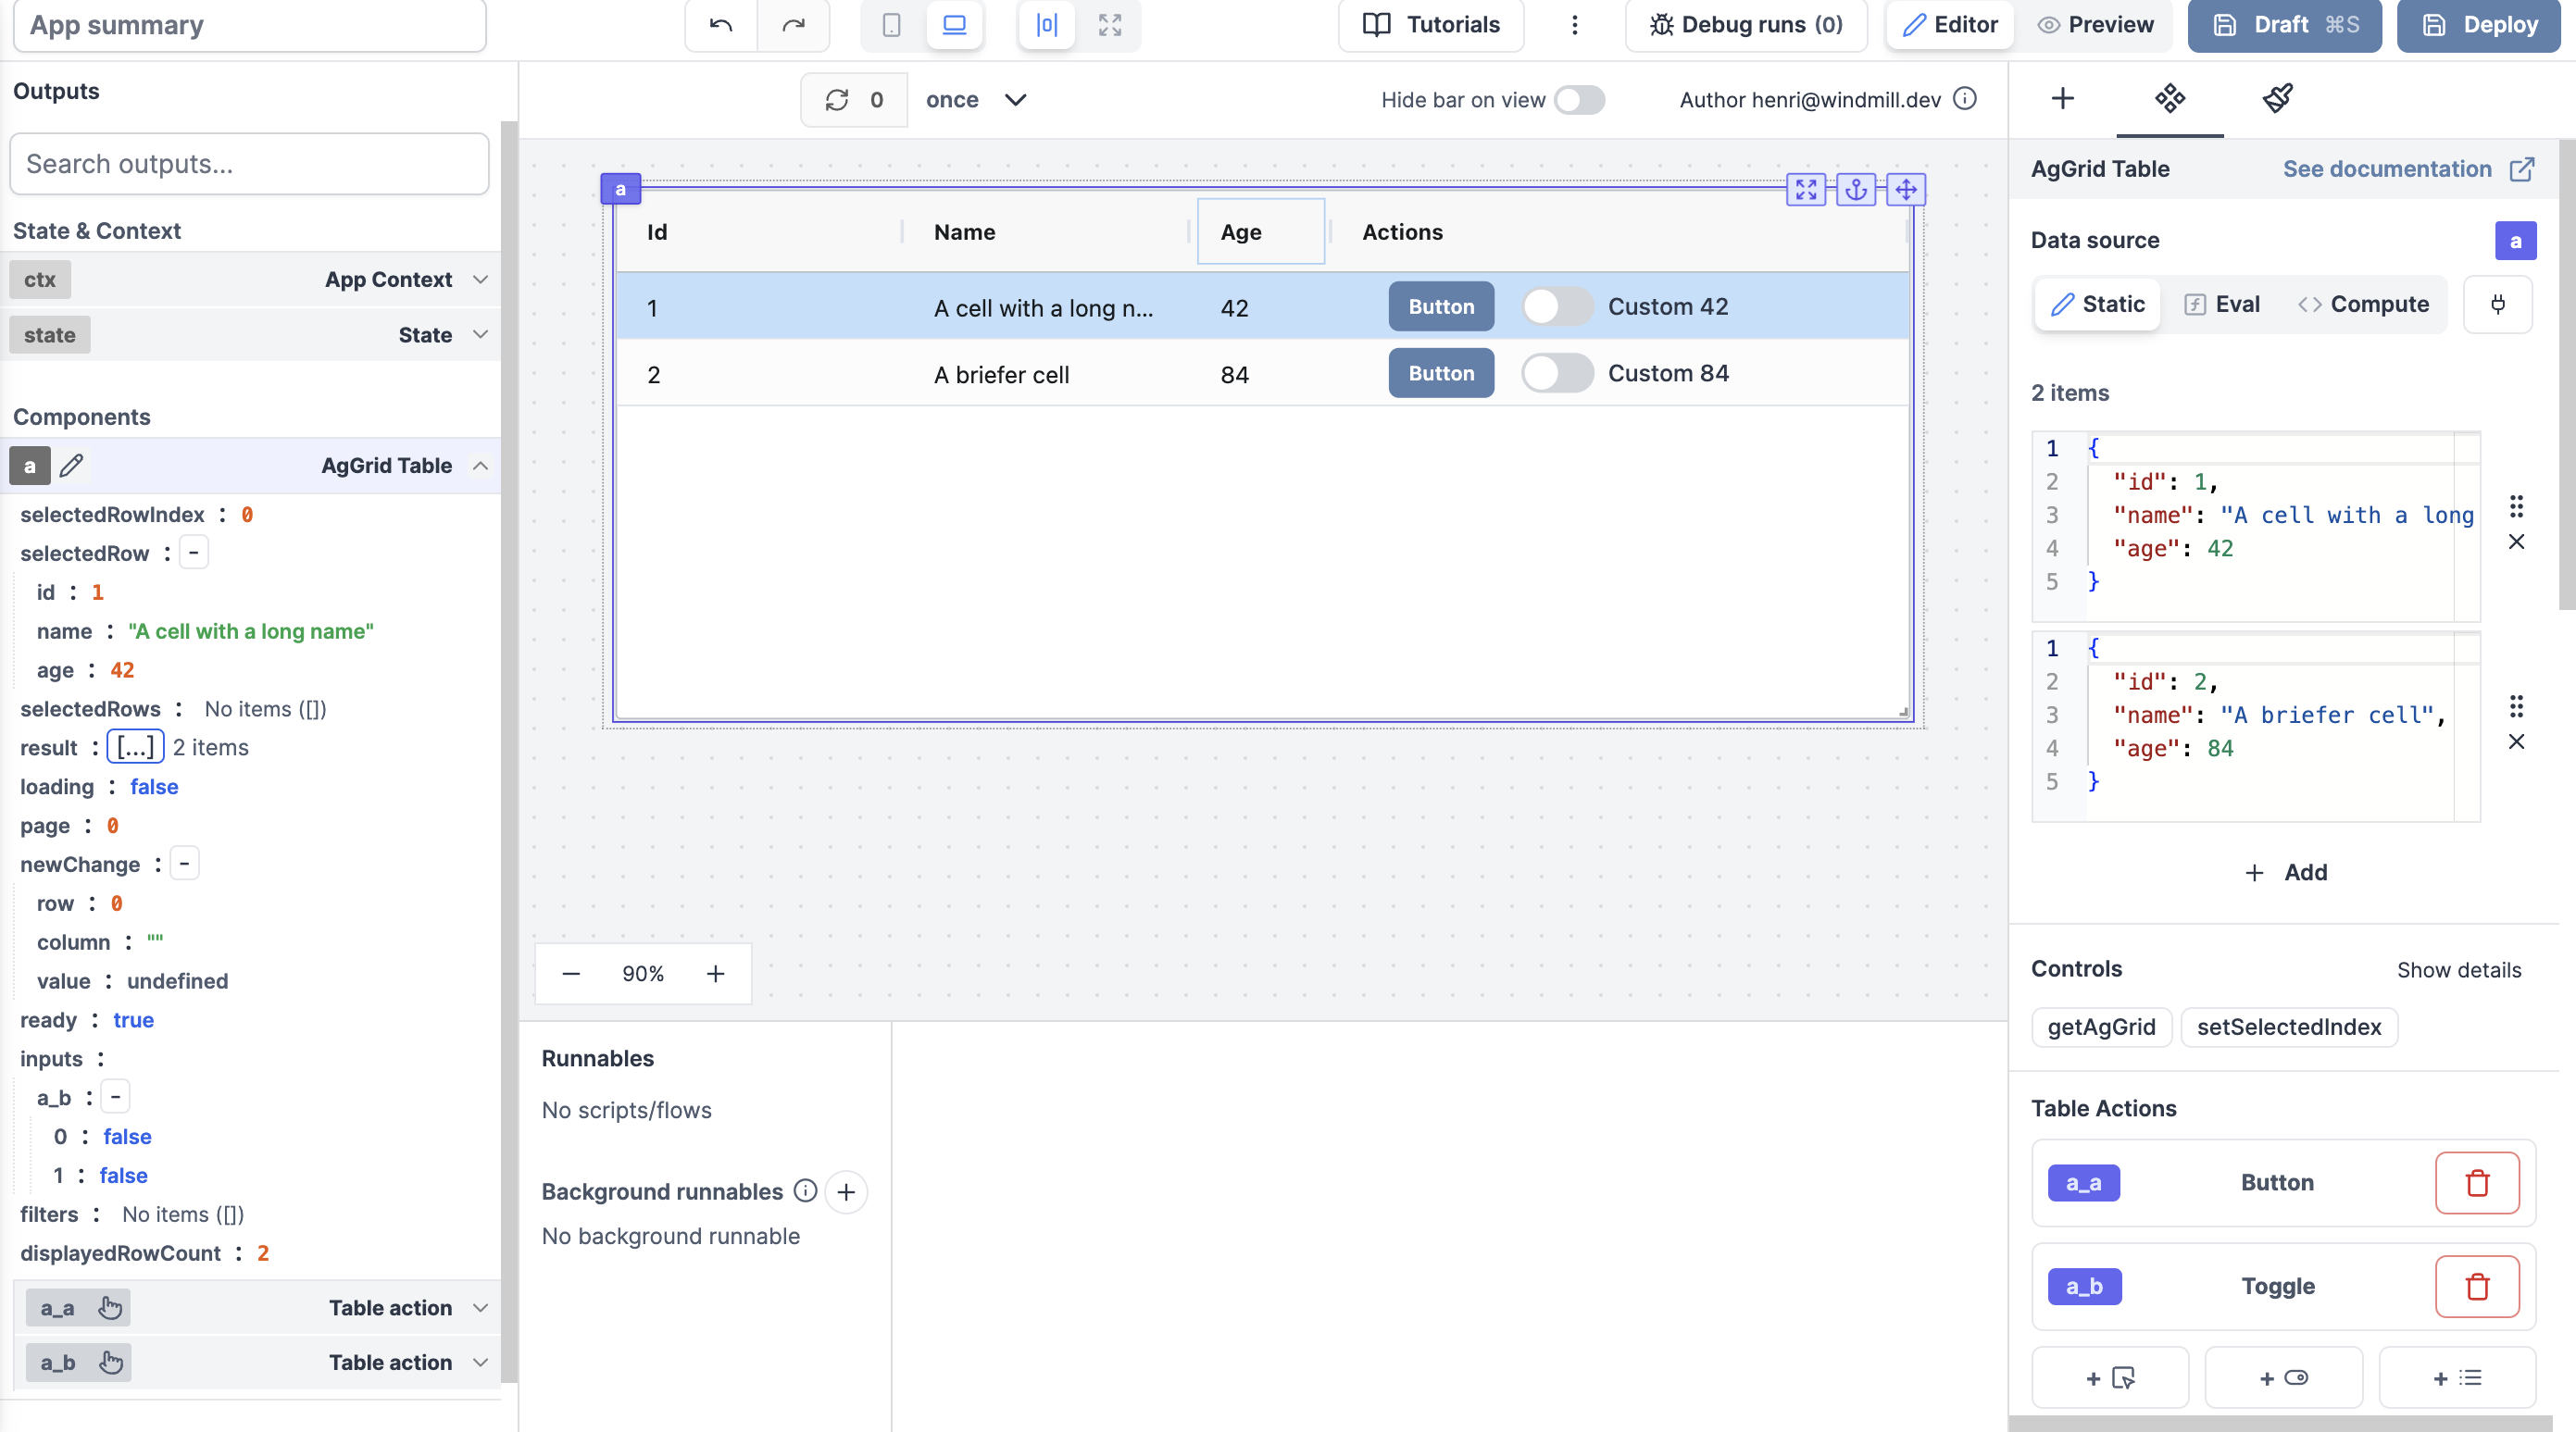 App summary
Tutorials
Debug runs (0)
Editor
Preview
Draft ⌘S
Deploy
Outputs
Search outputs...
State & Context
ctx
App Context
state
State
Components
a
AgGrid Table
selectedRowIndex : 0
selectedRow : -
id : 1
name : "A cell with a long name"
age : 42
selectedRows : No items ([])
result : [...] 2 items
loading : false
page : 0
newChange : -
row : 0
column : ""
value : undefined
ready : true
inputs :
a_b : -
0 : false
1 : false
filters : No items ([])
displayedRowCount : 2
a_a
Table action
a_b
Table action
0
once
Hide bar on view
Author henri@windmill.dev
a
Id
Name
Age
Actions
1
A cell with a long n...
42
Button
Custom 42
2
A briefer cell
84
Button
Custom 84
90%
Runnables
No scripts/flows
Background runnables
No background runnable
AgGrid Table
See documentation
Data source
a
Static
Eval
Compute
2 items
1 {
2 "id": 1,
3 "name": "A cell with a long
4 "age": 42
5 }
1 {
2 "id": 2,
3 "name": "A briefer cell",
4 "age": 84
5 }
+ Add
Controls
Show details
getAgGrid
setSelectedIndex
Table Actions
a_a
Button
a_b
Toggle
+
+
+